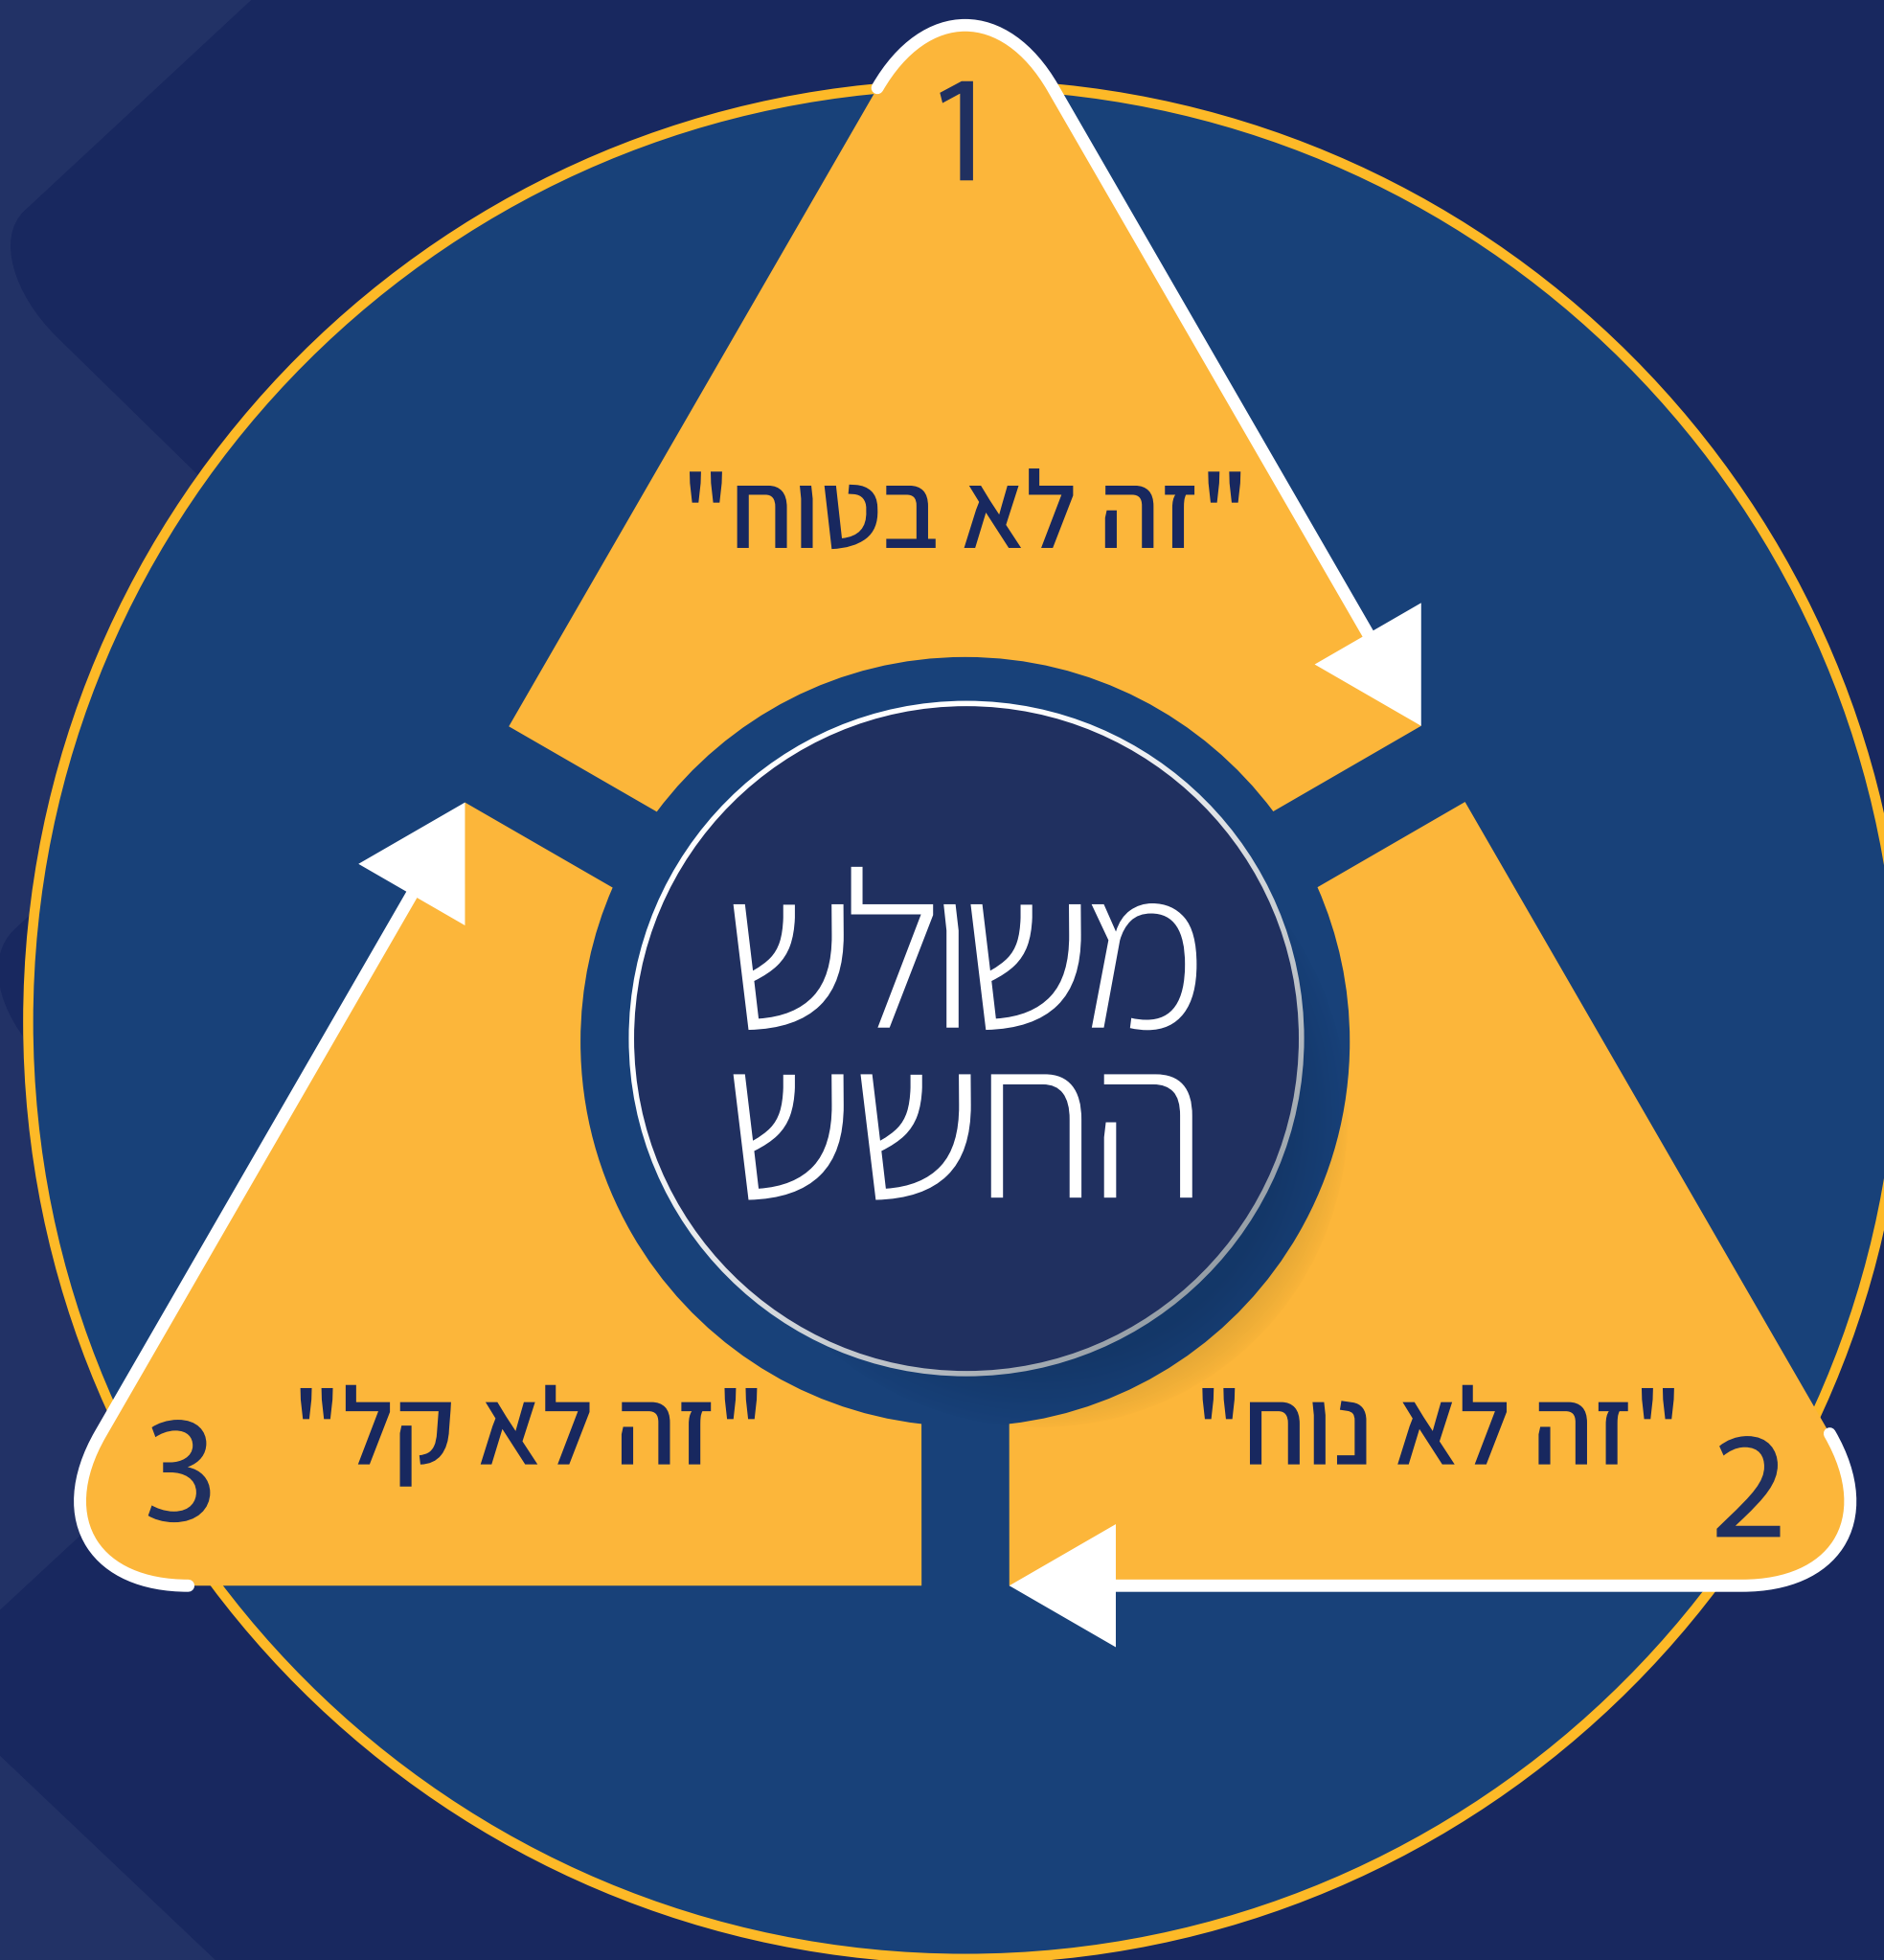 1
"זה לא בטוח"
משולש
החשש
"זה לא נוח"
2
"זה לא קל"
3